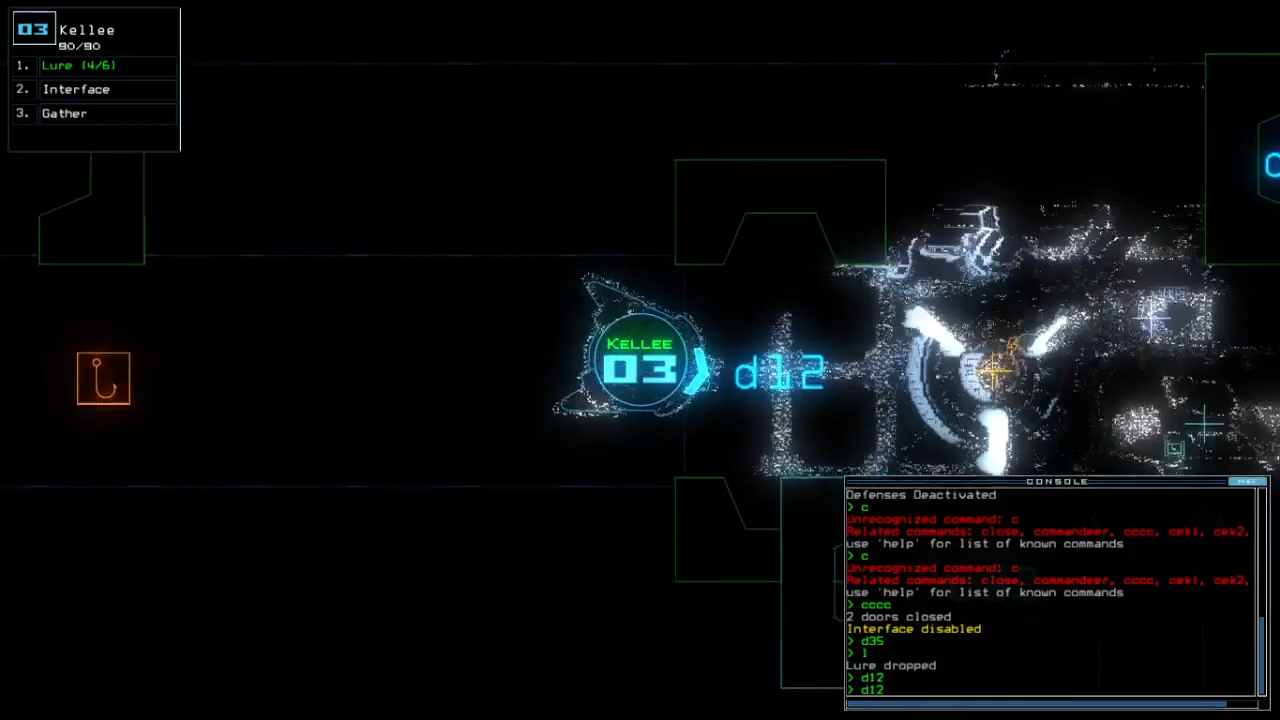 03 Kellee
90/90
1. Lure (4/6)
2. Interface
3. Gather
KELLEE
03
d12
CONSOLE
Defenses Deactivated
> c
Unrecognized command: c
Related commands: close, commandeer, cccc, cek1, cek2,
use 'help' for list of known commands
> c
Unrecognized command: c
Related commands: close, commandeer, cccc, cek1, cek2,
use 'help' for list of known commands
> cccc
2 doors closed
Interface disabled
> d35
> l
Lure dropped
> d12
> d12